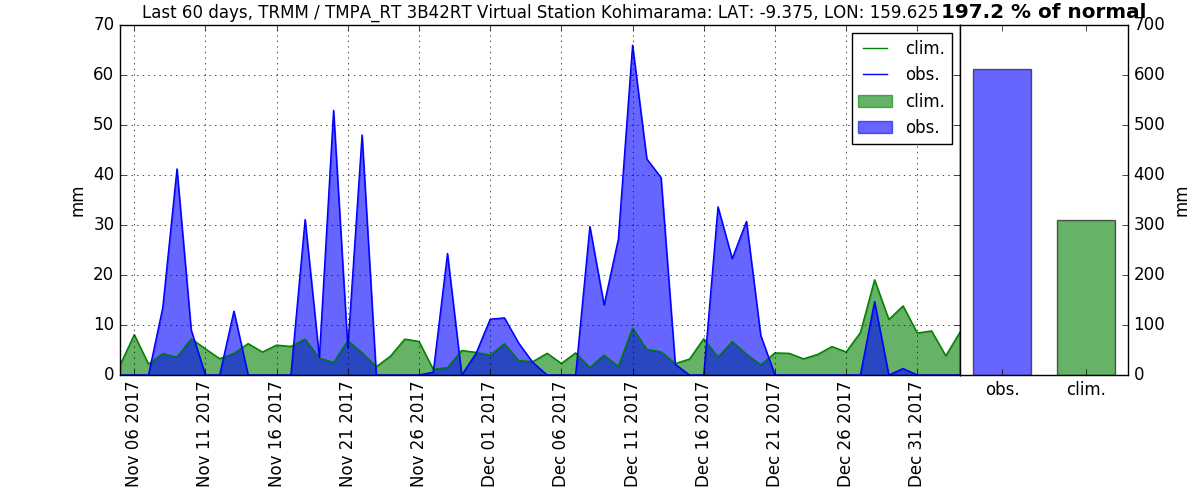 Last 60 days, TRMM / TMPA_RT 3B42RT Virtual Station Kohimarama: LAT: -9.375, LON: 159.625
197.2 % of normal
70
60
50
40
30
20
10
0
mm
clim.
obs.
clim.
obs.
Nov 06 2017
Nov 11 2017
Nov 16 2017
Nov 21 2017
Nov 26 2017
Dec 01 2017
Dec 06 2017
Dec 11 2017
Dec 16 2017
Dec 21 2017
Dec 26 2017
Dec 31 2017
700
600
500
400
300
200
100
0
mm
obs.
clim.